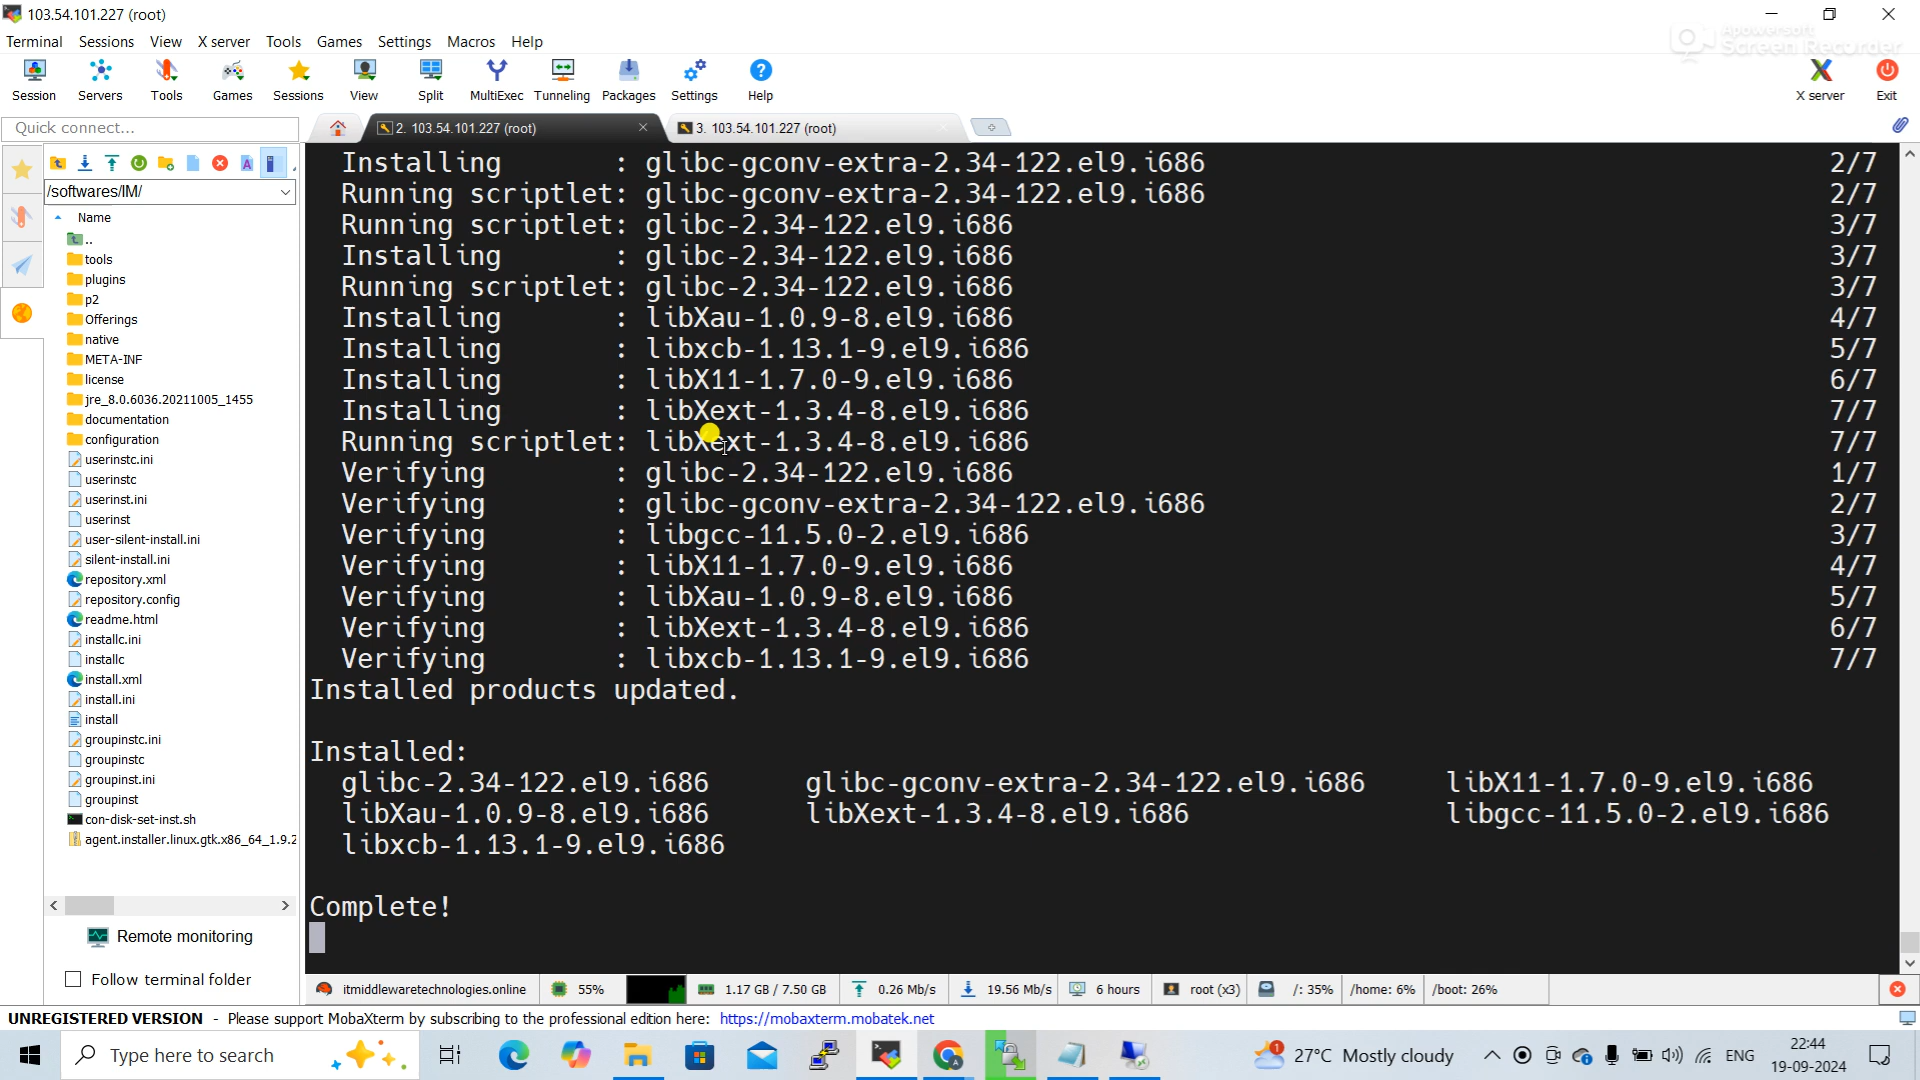 103.54.101.227 (root)
Apowersoft
Screen Recorder
Terminal Sessions View X server Tools Games Settings Macros Help
Session Servers Tools Games Sessions View Split MultiExec Tunneling Packages Settings Help X server Exit
Quick connect...
2. 103.54.101.227 (root)
3. 103.54.101.227 (root)
/softwares/IM/
Name
..
tools
plugins
p2
Offerings
native
META-INF
license
jre_8.0.6036.20211005_1455
documentation
configuration
userinstc.ini
userinstc
userinst.ini
userinst
user-silent-install.ini
silent-install.ini
repository.xml
repository.config
readme.html
installc.ini
installc
install.xml
install.ini
install
groupinstc.ini
groupinstc
groupinst.ini
groupinst
con-disk-set-inst.sh
agent.installer.linux.gtk.x86_64_1.9.2
Remote monitoring
Follow terminal folder
Installing : glibc-gconv-extra-2.34-122.el9.i686 2/7
Running scriptlet: glibc-gconv-extra-2.34-122.el9.i686 2/7
Running scriptlet: glibc-2.34-122.el9.i686 3/7
Installing : glibc-2.34-122.el9.i686 3/7
Running scriptlet: glibc-2.34-122.el9.i686 3/7
Installing : libXau-1.0.9-8.el9.i686 4/7
Installing : libxcb-1.13.1-9.el9.i686 5/7
Installing : libX11-1.7.0-9.el9.i686 6/7
Installing : libXext-1.3.4-8.el9.i686 7/7
Running scriptlet: libXext-1.3.4-8.el9.i686 7/7
Verifying : glibc-2.34-122.el9.i686 1/7
Verifying : glibc-gconv-extra-2.34-122.el9.i686 2/7
Verifying : libgcc-11.5.0-2.el9.i686 3/7
Verifying : libX11-1.7.0-9.el9.i686 4/7
Verifying : libXau-1.0.9-8.el9.i686 5/7
Verifying : libXext-1.3.4-8.el9.i686 6/7
Verifying : libxcb-1.13.1-9.el9.i686 7/7
Installed products updated.
Installed:
glibc-2.34-122.el9.i686 glibc-gconv-extra-2.34-122.el9.i686 libX11-1.7.0-9.el9.i686
libXau-1.0.9-8.el9.i686 libXext-1.3.4-8.el9.i686 libgcc-11.5.0-2.el9.i686
libxcb-1.13.1-9.el9.i686
Complete!
itmiddlewaretechnologies.online 55% 1.17 GB / 7.50 GB 0.26 Mb/s 19.56 Mb/s 6 hours root (x3) /: 35% /home: 6% /boot: 26%
UNREGISTERED VERSION - Please support MobaXterm by subscribing to the professional edition here: https://mobaxterm.mobatek.net
Type here to search
1
27°C Mostly cloudy
ENG
22:44
19-09-2024